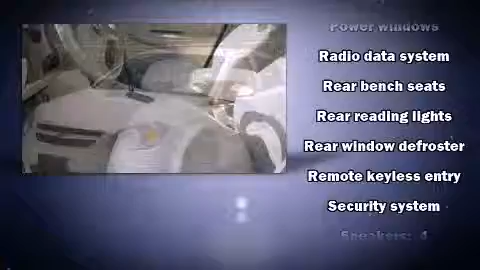 Power windows
Radio data system
Rear bench seats
Rear reading lights
Rear window defroster
Remote keyless entry
Security system
Speakers: 4